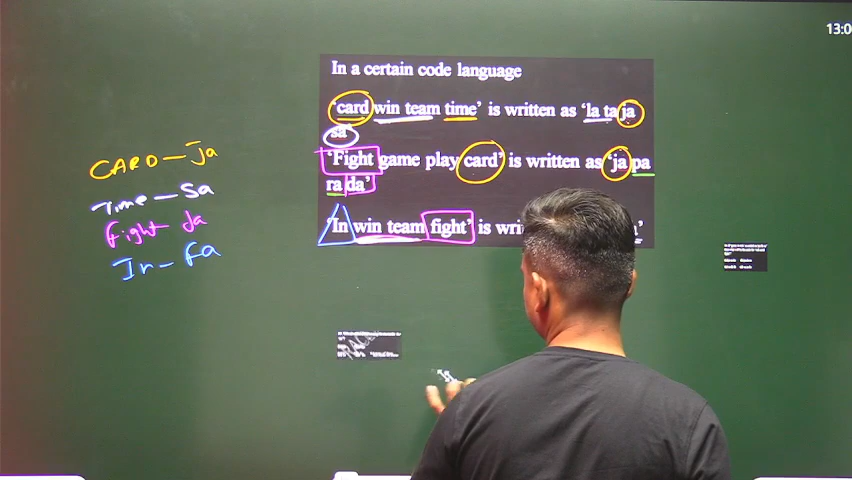 13:0
In a certain code language
'card win team time' is written as 'la ta ja
sa'
'Fight game play card' is written as 'ja pa
ra da'
'In win team fight' is wri
CARD - Ja
Time - Sa
Fight da
In - fa